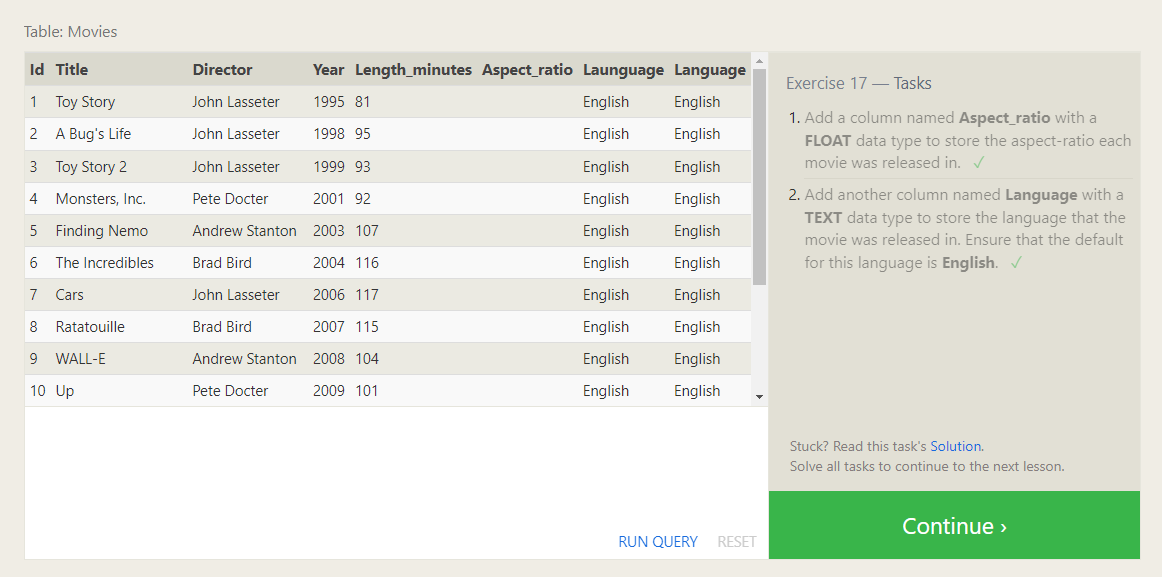 Table: Movies
Id Title Director Year Length_minutes Aspect_ratio Launguage Language
1 Toy Story John Lasseter 1995 81 English English
2 A Bug's Life John Lasseter 1998 95 English English
3 Toy Story 2 John Lasseter 1999 93 English English
4 Monsters, Inc. Pete Docter 2001 92 English English
5 Finding Nemo Andrew Stanton 2003 107 English English
6 The Incredibles Brad Bird 2004 116 English English
7 Cars John Lasseter 2006 117 English English
8 Ratatouille Brad Bird 2007 115 English English
9 WALL-E Andrew Stanton 2008 104 English English
10 Up Pete Docter 2009 101 English English
RUN QUERY RESET
Exercise 17 — Tasks
1. Add a column named Aspect_ratio with a
FLOAT data type to store the aspect-ratio each
movie was released in. ✓
2. Add another column named Language with a
TEXT data type to store the language that the
movie was released in. Ensure that the default
for this language is English. ✓
Stuck? Read this task's Solution.
Solve all tasks to continue to the next lesson.
Continue ›